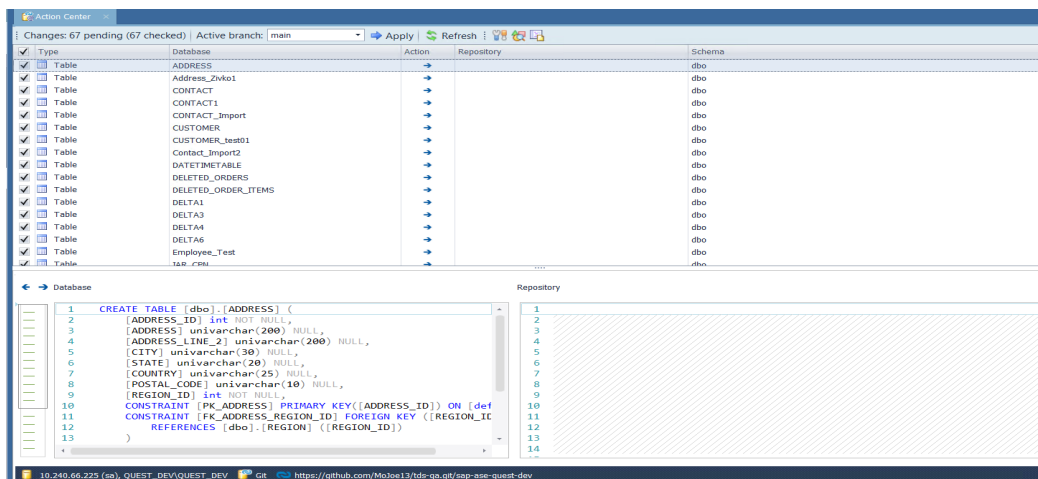 Action Center
Changes: 67 pending (67 checked) Active branch: main Apply Refresh
Type Database Action Repository Schema
Table ADDRESS dbo
Table Address_Zivko1 dbo
Table CONTACT dbo
Table CONTACT1 dbo
Table CONTACT_Import dbo
Table CUSTOMER dbo
Table CUSTOMER_test01 dbo
Table Contact_Import2 dbo
Table DATETIMETABLE dbo
Table DELETED_ORDERS dbo
Table DELETED_ORDER_ITEMS dbo
Table DELTA1 dbo
Table DELTA3 dbo
Table DELTA4 dbo
Table DELTA6 dbo
Table Employee_Test dbo
Table dbo
Database Repository
1 CREATE TABLE [dbo].[ADDRESS] ( 1
2 [ADDRESS_ID] int NOT NULL, 2
3 [ADDRESS] univarchar(200) NULL, 3
4 [ADDRESS_LINE_2] univarchar(200) NULL, 4
5 [CITY] univarchar(30) NULL, 5
6 [STATE] univarchar(20) NULL, 6
7 [COUNTRY] univarchar(25) NULL, 7
8 [POSTAL_CODE] univarchar(10) NULL, 8
9 [REGION_ID] int NOT NULL, 9
10 CONSTRAINT [PK_ADDRESS] PRIMARY KEY([ADDRESS_ID]) ON [def 10
11 CONSTRAINT [FK_ADDRESS_REGION_ID] FOREIGN KEY ([REGION_ID 11
12 REFERENCES [dbo].[REGION] ([REGION_ID]) 12
13 ) 13
14
10.240.66.225 (sa), QUEST_DEV\QUEST_DEV Git https://github.com/MoJoe13/tds-qa.git/sap-ase-quest-dev